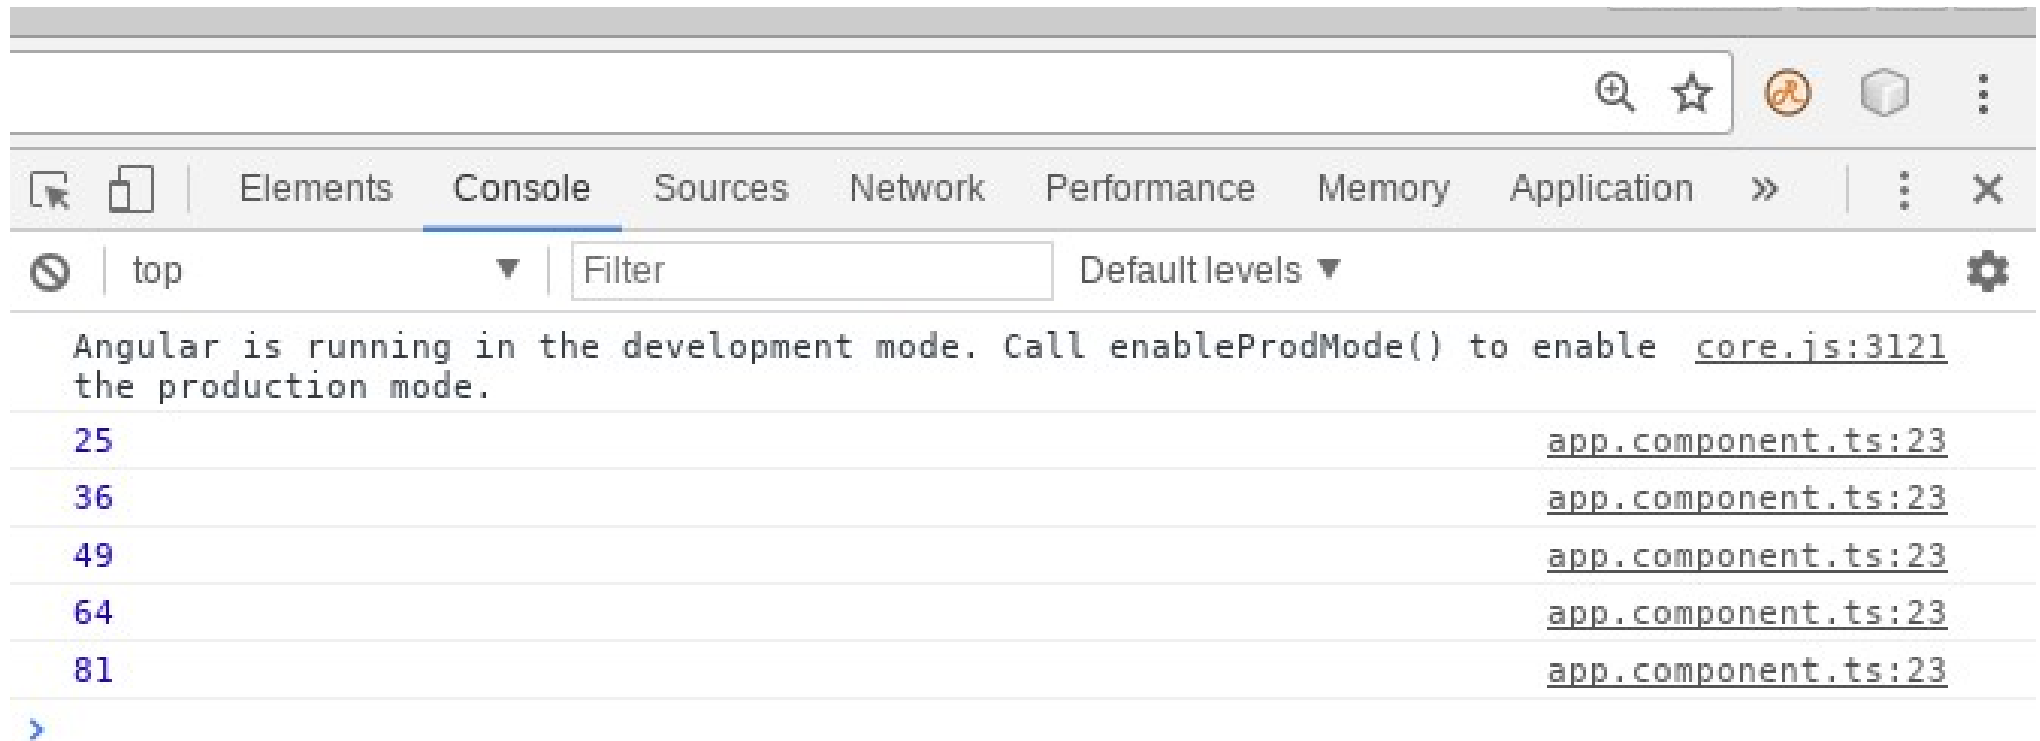 Elements Console Sources Network Performance Memory Application »
top Filter Default levels
Angular is running in the development mode. Call enableProdMode() to enable core.js:3121
the production mode.
25 app.component.ts:23
36 app.component.ts:23
49 app.component.ts:23
64 app.component.ts:23
81 app.component.ts:23